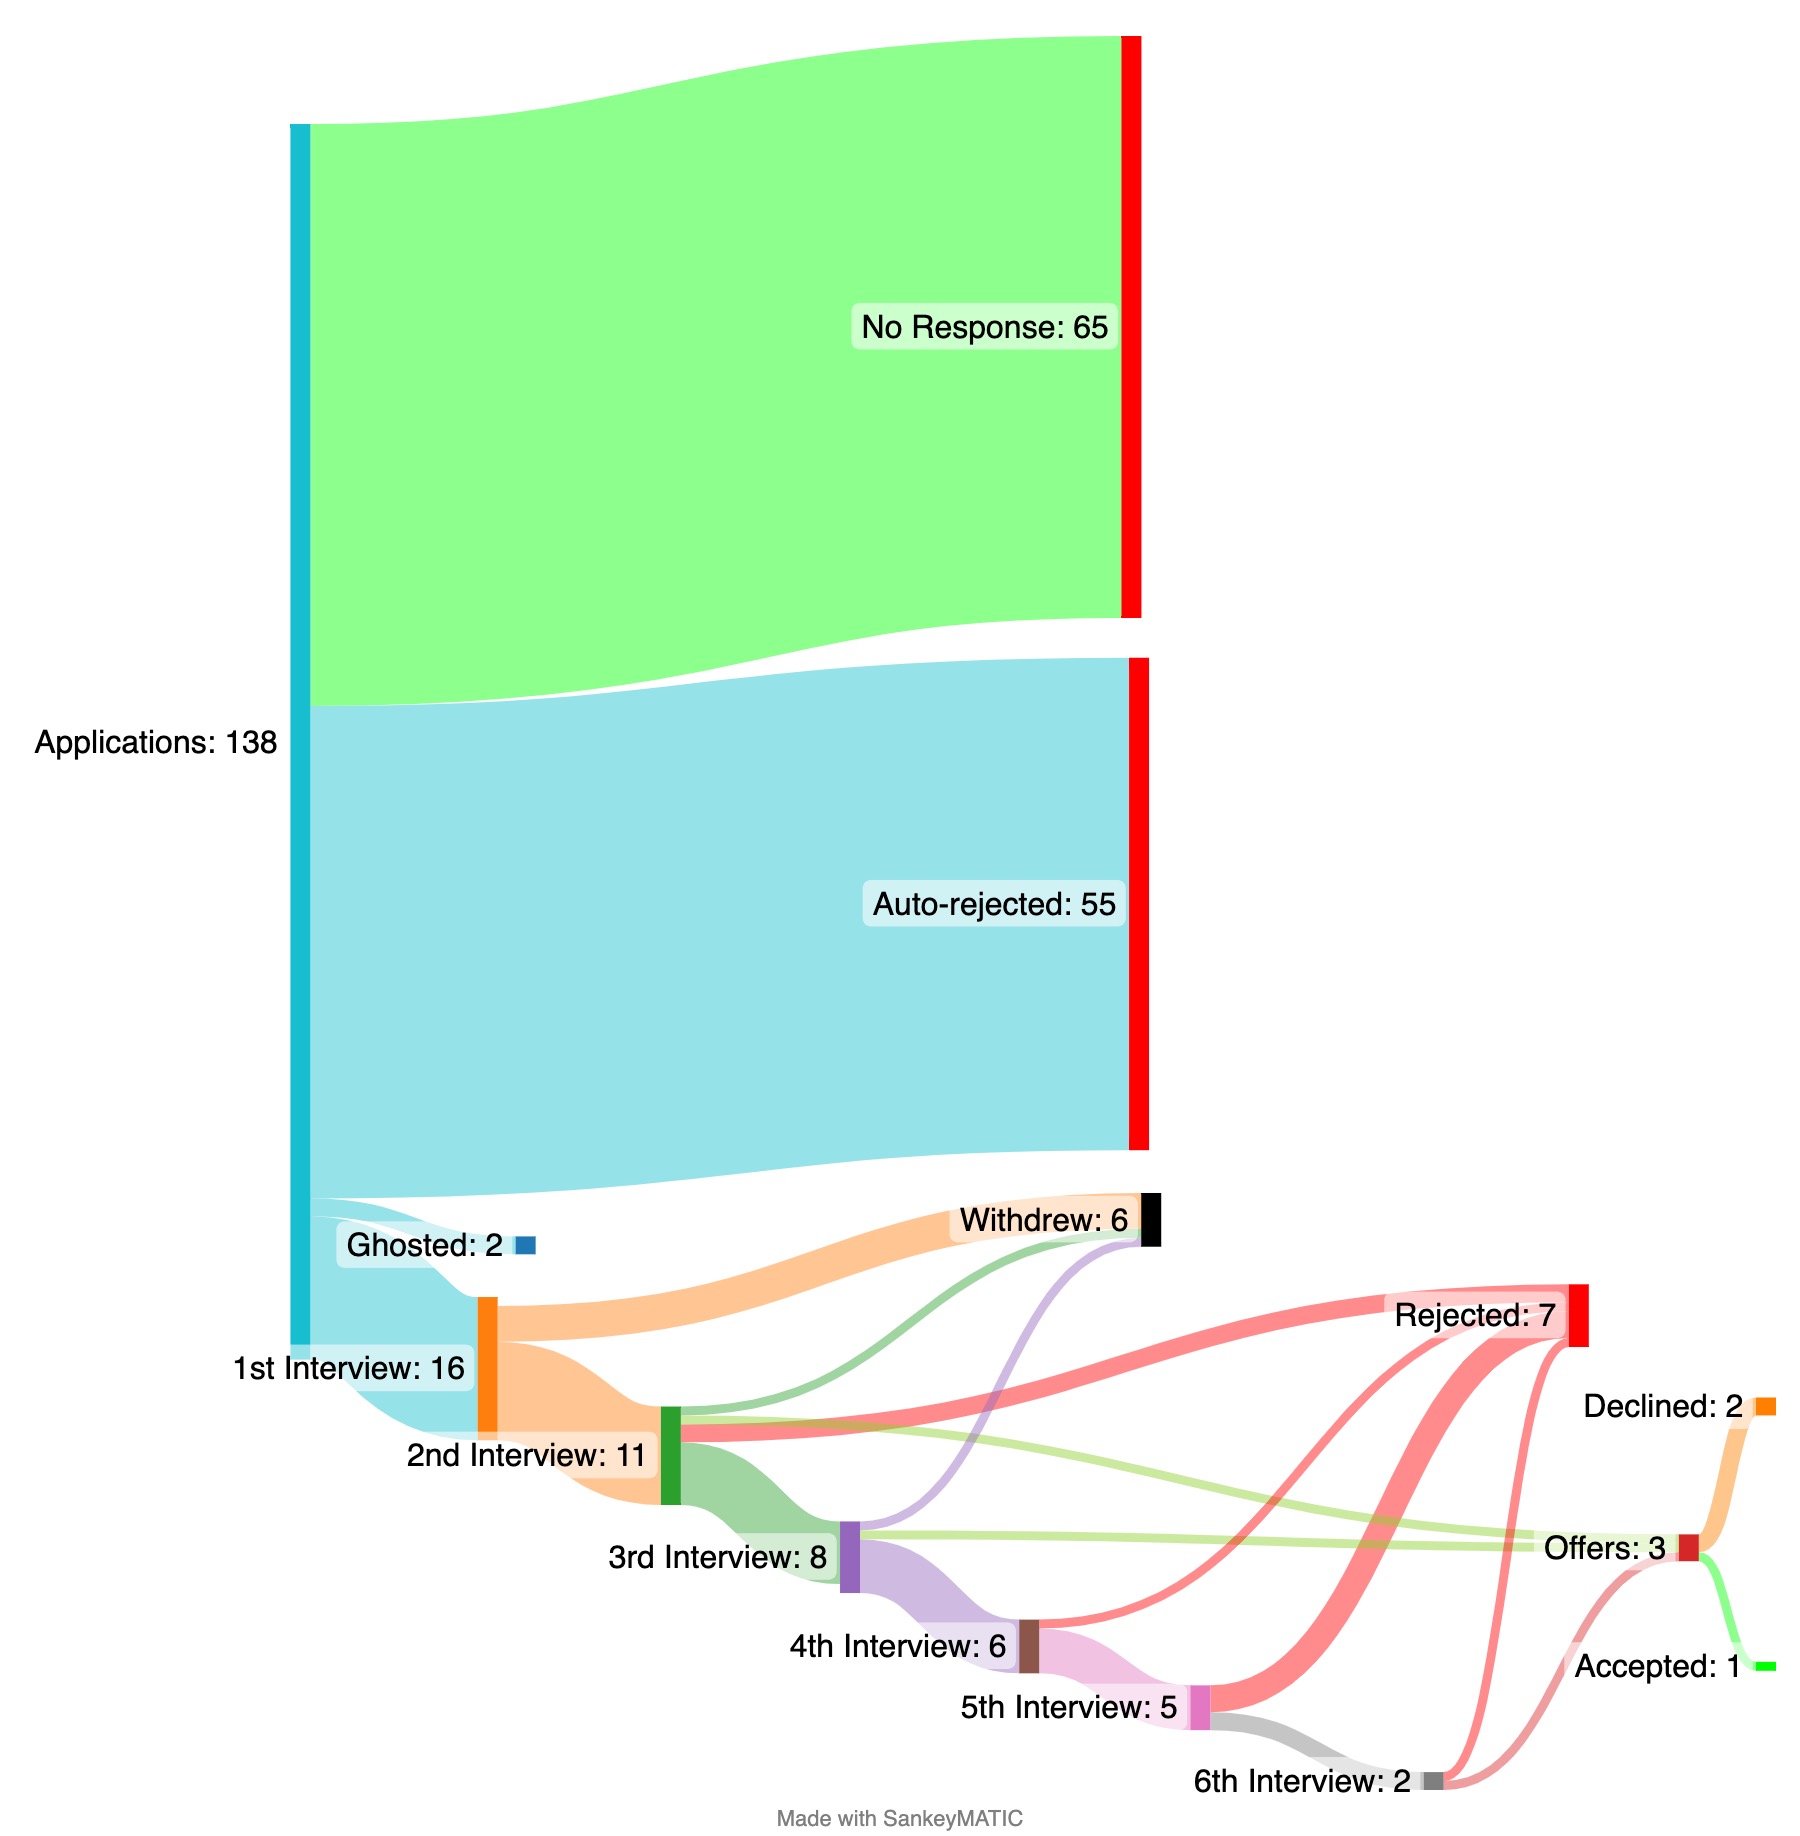 No Response: 65
Applications: 138
Auto-rejected: 55
Withdrew: 6
Ghosted: 2
Rejected: 7
1st Interview: 16
Declined: 2
2nd Interview: 11
Offers: 3
3rd Interview: 8
4th Interview: 6
Accepted: 1
5th Interview: 5
6th Interview: 2
Made with SankeyMATIC